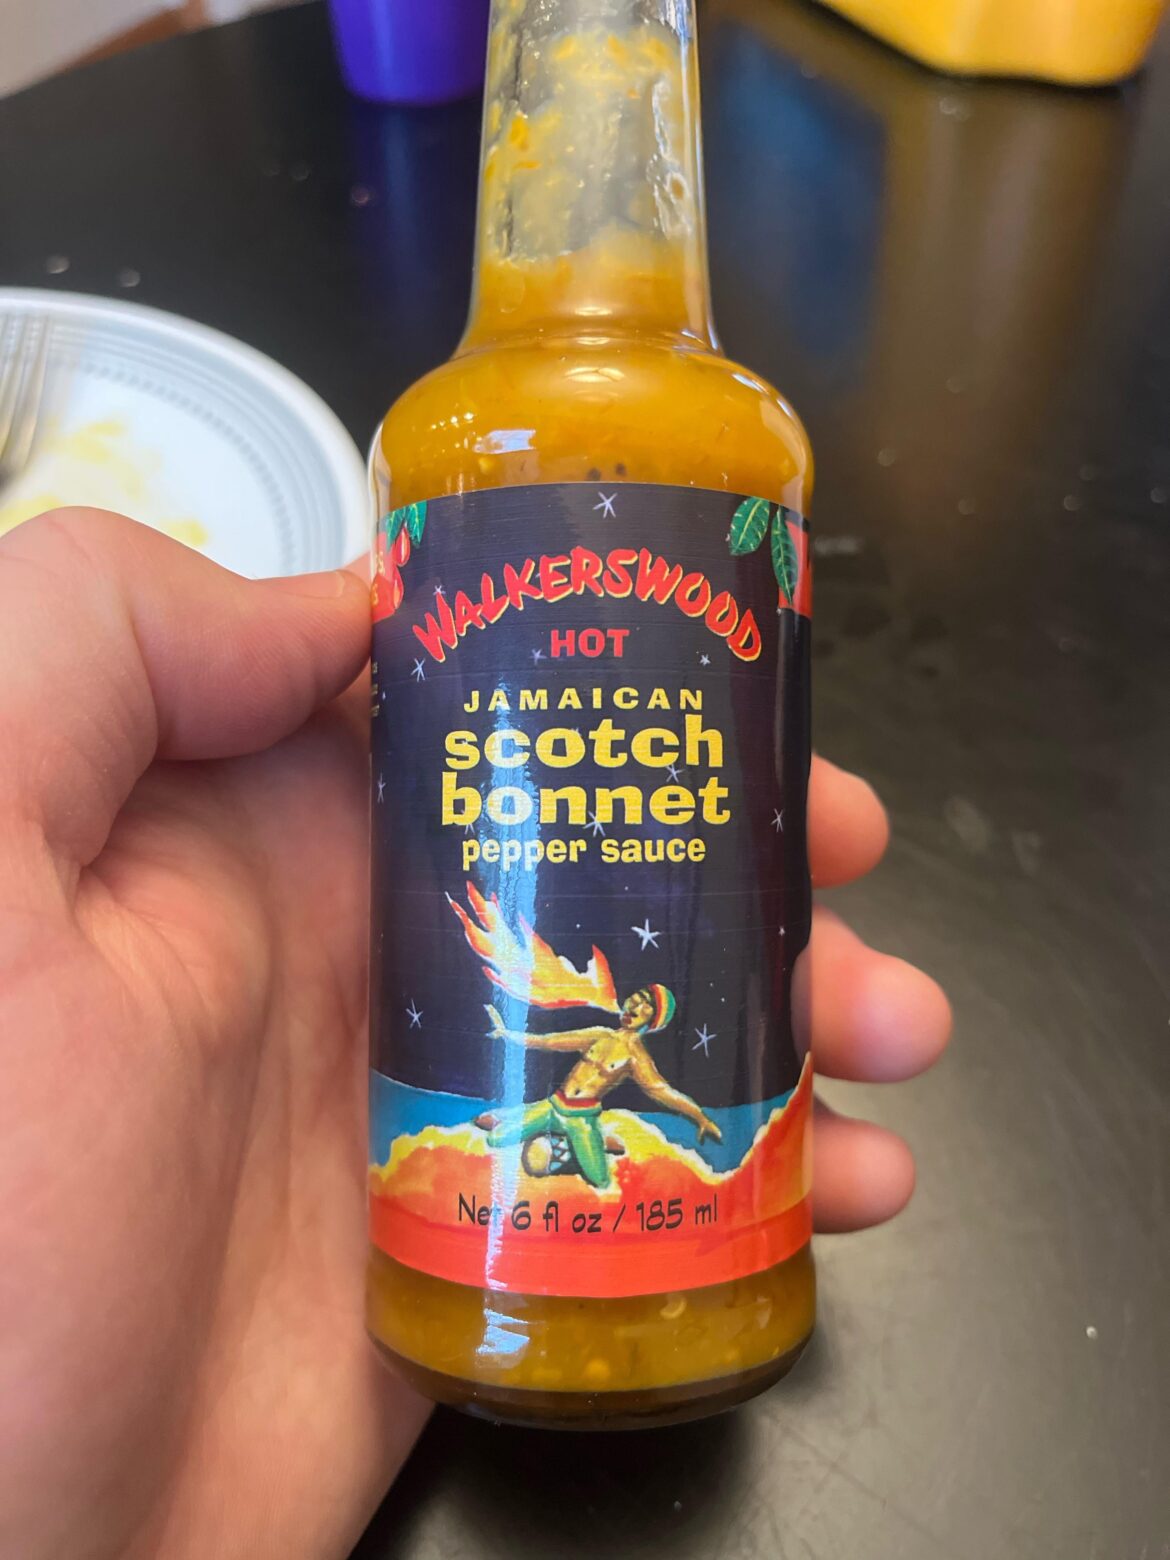 WALKERSWOOD
HOT
JAMAICAN
scotch
bonnet
pepper sauce
Net 6 fl oz / 185 ml